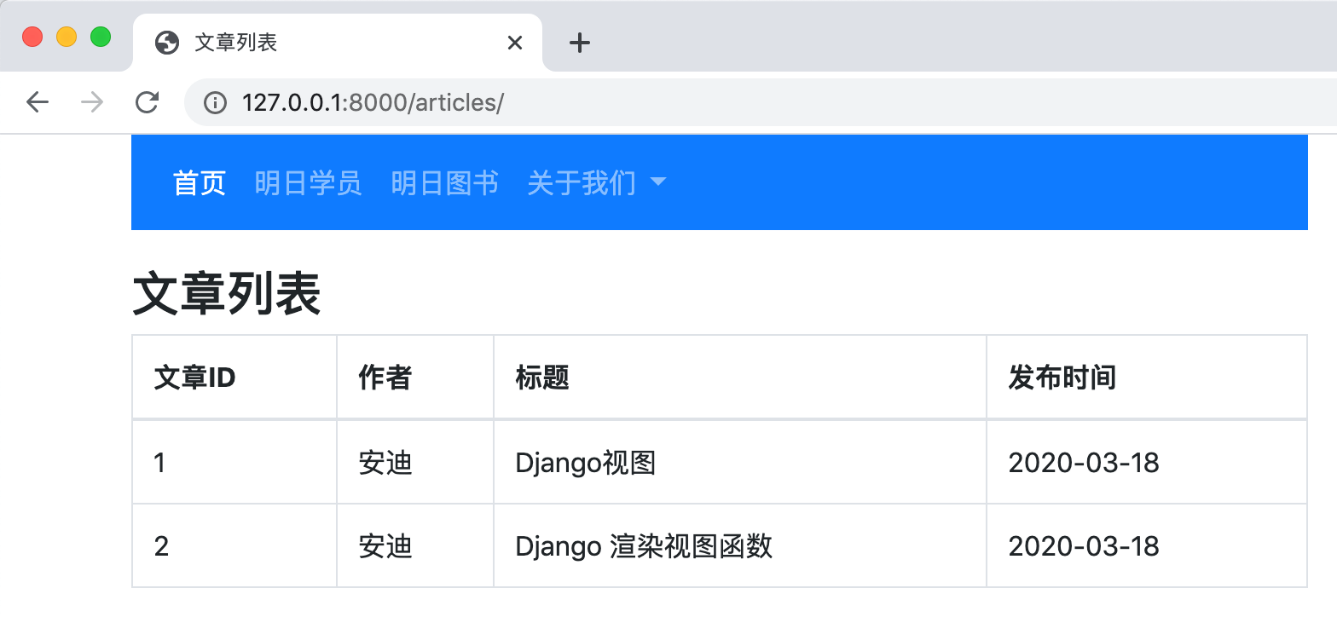 文章列表
127.0.0.1:8000/articles/
首页 明日学员 明日图书 关于我们
文章列表
文章ID 作者 标题 发布时间
1 安迪 Django视图 2020-03-18
2 安迪 Django 渲染视图函数 2020-03-18